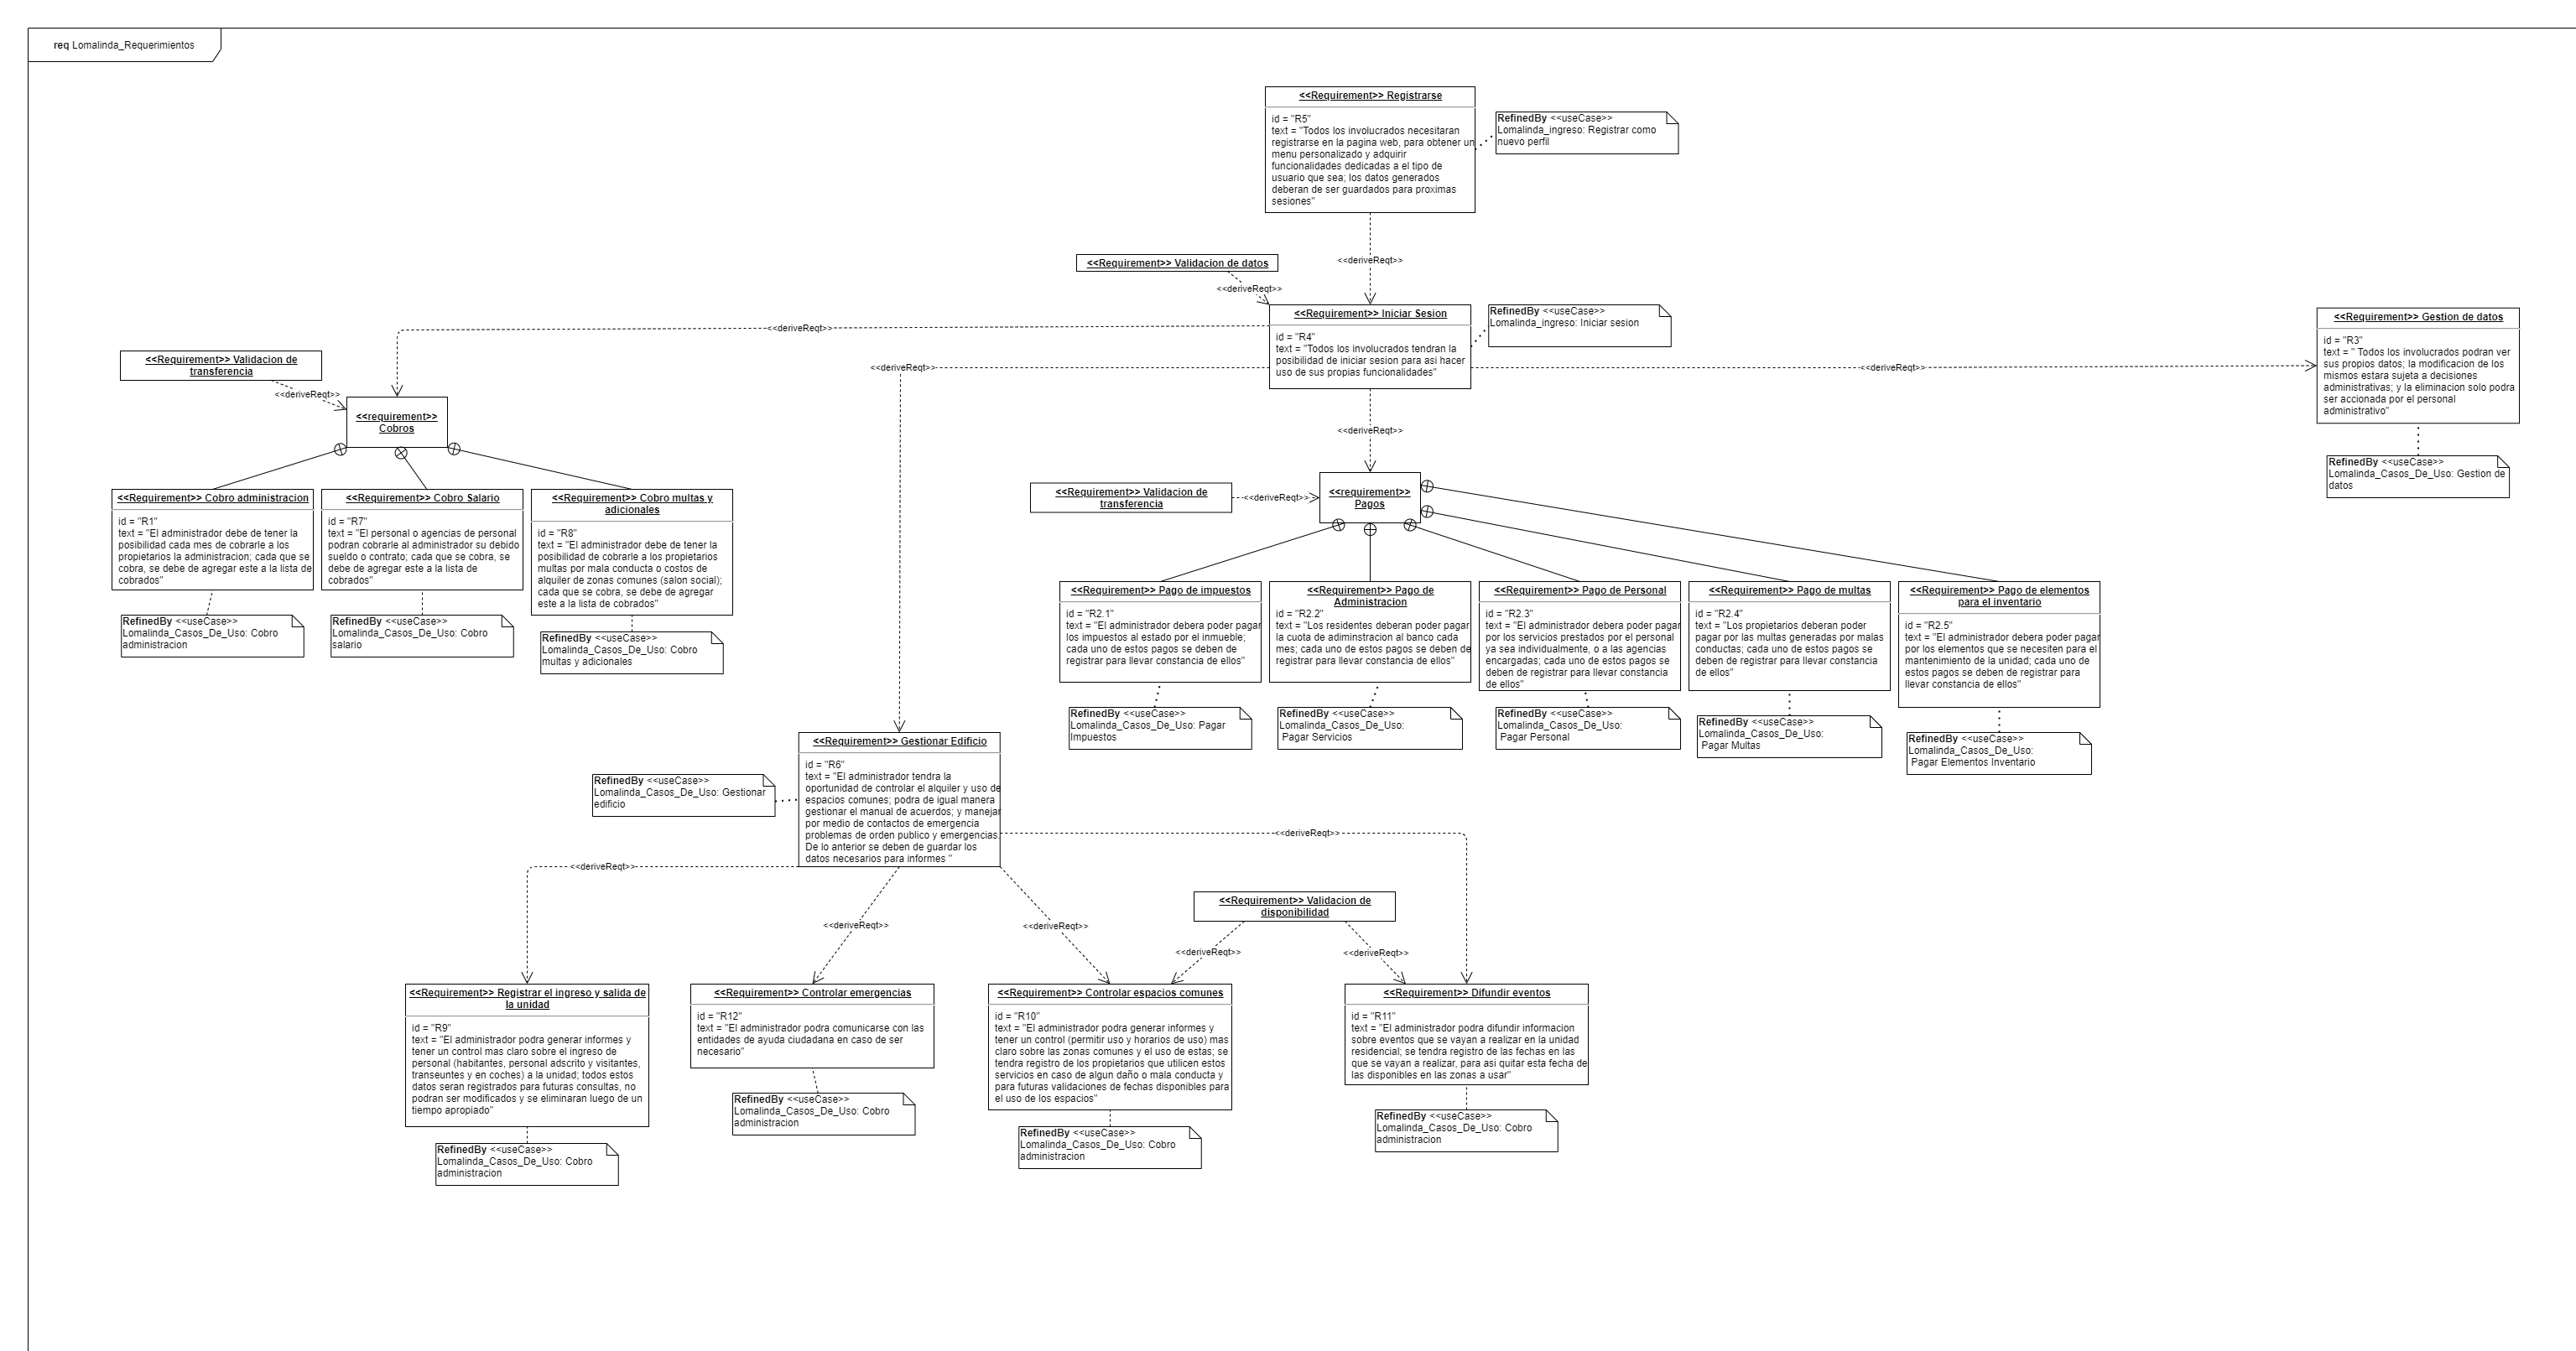 req Lomalinda_Requerimientos
<<Requirement>> Registrarse
id = "R5"
text = "Todos los involucrados necesitaran
registrarse en la pagina web, para obtener un
menu personalizado y adquirir
funcionalidades dedicadas a el tipo de
usuario que sea; los datos generados
deberan de ser guardados para proximas
sesiones"
RefinedBy <<useCase>>
Lomalinda_ingreso: Registrar como
nuevo perfil
<<deriveReqt>>
<<Requirement>> Validacion de datos
<<deriveReqt>>
<<Requirement>> Iniciar Sesion
id = "R4"
text = "Todos los involucrados tendran la
posibilidad de iniciar sesion para asi hacer
uso de sus propias funcionalidades"
RefinedBy <<useCase>>
Lomalinda_ingreso: Iniciar sesion
<<deriveReqt>>
<<deriveReqt>>
<<deriveReqt>>
<<deriveReqt>>
<<Requirement>> Gestion de datos
id = "R3"
text = " Todos los involucrados podran ver
sus propios datos; la modificacion de los
mismos estara sujeta a decisiones
administrativas; y la eliminacion solo podra
ser accionada por el personal
administrativo"
RefinedBy <<useCase>>
Lomalinda_Casos_De_Uso: Gestion de
datos
<<Requirement>> Validacion de
transferencia
<<deriveReqt>>
<<requirement>>
Cobros
<<Requirement>> Cobro administracion
id = "R1"
text = "El administrador debe de tener la
posibilidad cada mes de cobrarle a los
propietarios la administracion; cada que se
cobra, se debe de agregar este a la lista de
cobrados"
RefinedBy <<useCase>>
Lomalinda_Casos_De_Uso: Cobro
administracion
<<Requirement>> Cobro Salario
id = "R7"
text = "El personal o agencias de personal
podran cobrarle al administrador su debido
sueldo o contrato; cada que se cobra, se
debe de agregar este a la lista de
cobrados"
RefinedBy <<useCase>>
Lomalinda_Casos_De_Uso: Cobro
salario
<<Requirement>> Cobro multas y
adicionales
id = "R8"
text = "El administrador debe de tener la
posibilidad de cobrarle a los propietarios
multas por mala conducta o costos de
alquiler de zonas comunes (salon social);
cada que se cobra, se debe de agregar
este a la lista de cobrados"
RefinedBy <<useCase>>
Lomalinda_Casos_De_Uso: Cobro
multas y adicionales
<<Requirement>> Validacion de
transferencia
<<deriveReqt>>
<<requirement>>
Pagos
<<Requirement>> Pago de impuestos
id = "R2.1"
text = "El administrador debera poder pagar
los impuestos al estado por el inmueble;
cada uno de estos pagos se deben de
registrar para llevar constancia de ellos"
RefinedBy <<useCase>>
Lomalinda_Casos_De_Uso: Pagar
Impuestos
<<Requirement>> Pago de
Administracion
id = "R2.2"
text = "Los residentes deberan poder pagar
la cuota de adiminstracion al banco cada
mes; cada uno de estos pagos se deben de
registrar para llevar constancia de ellos"
RefinedBy <<useCase>>
Lomalinda_Casos_De_Uso:
Pagar Servicios
<<Requirement>> Pago de Personal
id = "R2.3"
text = "El administrador debera poder pagar
por los servicios prestados por el personal
ya sea individualmente, o a las agencias
encargadas; cada uno de estos pagos se
deben de registrar para llevar constancia
de ellos"
RefinedBy <<useCase>>
Lomalinda_Casos_De_Uso:
Pagar Personal
<<Requirement>> Pago de multas
id = "R2.4"
text = "Los propietarios deberan poder
pagar por las multas generadas por malas
conductas; cada uno de estos pagos se
deben de registrar para llevar constancia
de ellos"
RefinedBy <<useCase>>
Lomalinda_Casos_De_Uso:
Pagar Multas
<<Requirement>> Pago de elementos
para el inventario
id = "R2.5"
text = "El administrador debera poder pagar
por los elementos que se necesiten para el
mantenimiento de la unidad; cada uno de
estos pagos se deben de registrar para
llevar constancia de ellos"
RefinedBy <<useCase>>
Lomalinda_Casos_De_Uso:
Pagar Elementos Inventario
<<Requirement>> Gestionar Edificio
id = "R6"
text = "El administrador tendra la
oportunidad de controlar el alquiler y uso de
espacios comunes; podra de igual manera
gestionar el manual de acuerdos; y manejar
por medio de contactos de emergencia
problemas de orden publico y emergencias.
De lo anterior se deben de guardar los
datos necesarios para informes "
RefinedBy <<useCase>>
Lomalinda_Casos_De_Uso: Gestionar
edificio
<<deriveReqt>>
<<deriveReqt>>
<<deriveReqt>>
<<deriveReqt>>
<<Requirement>> Validacion de
disponibilidad
<<deriveReqt>>
<<deriveReqt>>
<<Requirement>> Registrar el ingreso y salida de
la unidad
id = "R9"
text = "El administrador podra generar informes y
tener un control mas claro sobre el ingreso de
personal (habitantes, personal adscrito y visitantes,
transeuntes y en coches) a la unidad; todos estos
datos seran registrados para futuras consultas, no
podran ser modificados y se eliminaran luego de un
tiempo apropiado"
RefinedBy <<useCase>>
Lomalinda_Casos_De_Uso: Cobro
administracion
<<Requirement>> Controlar emergencias
id = "R12"
text = "El administrador podra comunicarse con las
entidades de ayuda ciudadana en caso de ser
necesario"
RefinedBy <<useCase>>
Lomalinda_Casos_De_Uso: Cobro
administracion
<<Requirement>> Controlar espacios comunes
id = "R10"
text = "El administrador podra generar informes y
tener un control (permitir uso y horarios de uso) mas
claro sobre las zonas comunes y el uso de estas; se
tendra registro de los propietarios que utilicen estos
servicios en caso de algun daño o mala conducta y
para futuras validaciones de fechas disponibles para
el uso de los espacios"
RefinedBy <<useCase>>
Lomalinda_Casos_De_Uso: Cobro
administracion
<<Requirement>> Difundir eventos
id = "R11"
text = "El administrador podra difundir informacion
sobre eventos que se vayan a realizar en la unidad
residencial; se tendra registro de las fechas en las
que se vayan a realizar, para asi quitar esta fecha de
las disponibles en las zonas a usar"
RefinedBy <<useCase>>
Lomalinda_Casos_De_Uso: Cobro
administracion